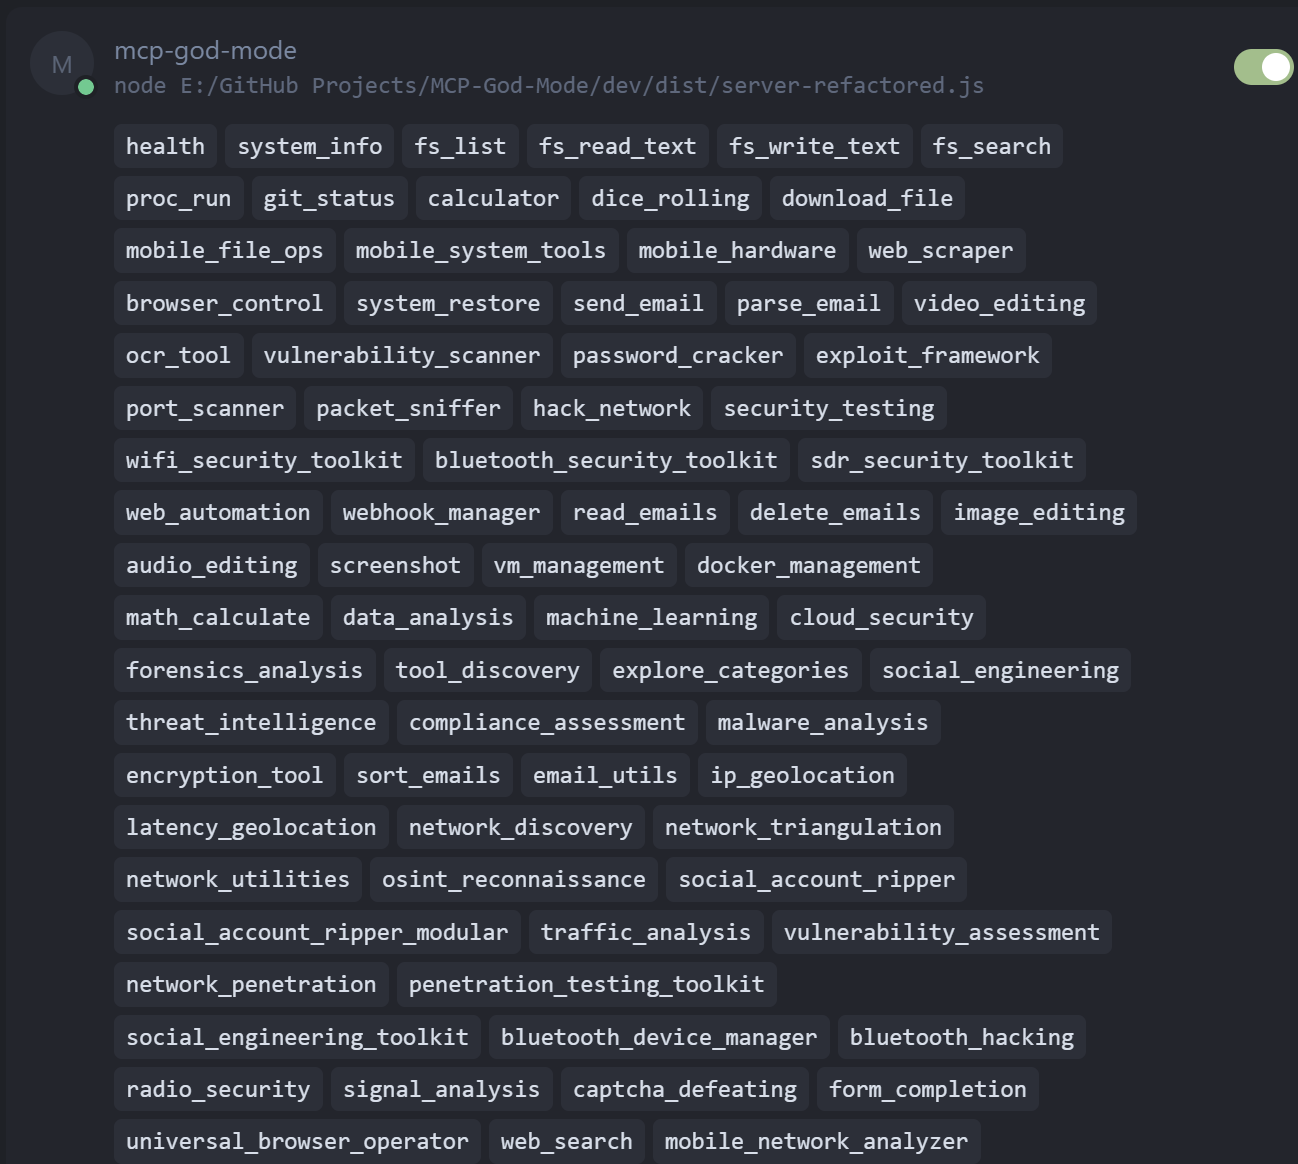 M
mcp-god-mode
node E:/GitHub Projects/MCP-God-Mode/dev/dist/server-refactored.js
health system_info fs_list fs_read_text fs_write_text fs_search
proc_run git_status calculator dice_rolling download_file
mobile_file_ops mobile_system_tools mobile_hardware web_scraper
browser_control system_restore send_email parse_email video_editing
ocr_tool vulnerability_scanner password_cracker exploit_framework
port_scanner packet_sniffer hack_network security_testing
wifi_security_toolkit bluetooth_security_toolkit sdr_security_toolkit
web_automation webhook_manager read_emails delete_emails image_editing
audio_editing screenshot vm_management docker_management
math_calculate data_analysis machine_learning cloud_security
forensics_analysis tool_discovery explore_categories social_engineering
threat_intelligence compliance_assessment malware_analysis
encryption_tool sort_emails email_utils ip_geolocation
latency_geolocation network_discovery network_triangulation
network_utilities osint_reconnaissance social_account_ripper
social_account_ripper_modular traffic_analysis vulnerability_assessment
network_penetration penetration_testing_toolkit
social_engineering_toolkit bluetooth_device_manager bluetooth_hacking
radio_security signal_analysis captcha_defeating form_completion
universal_browser_operator web_search mobile_network_analyzer